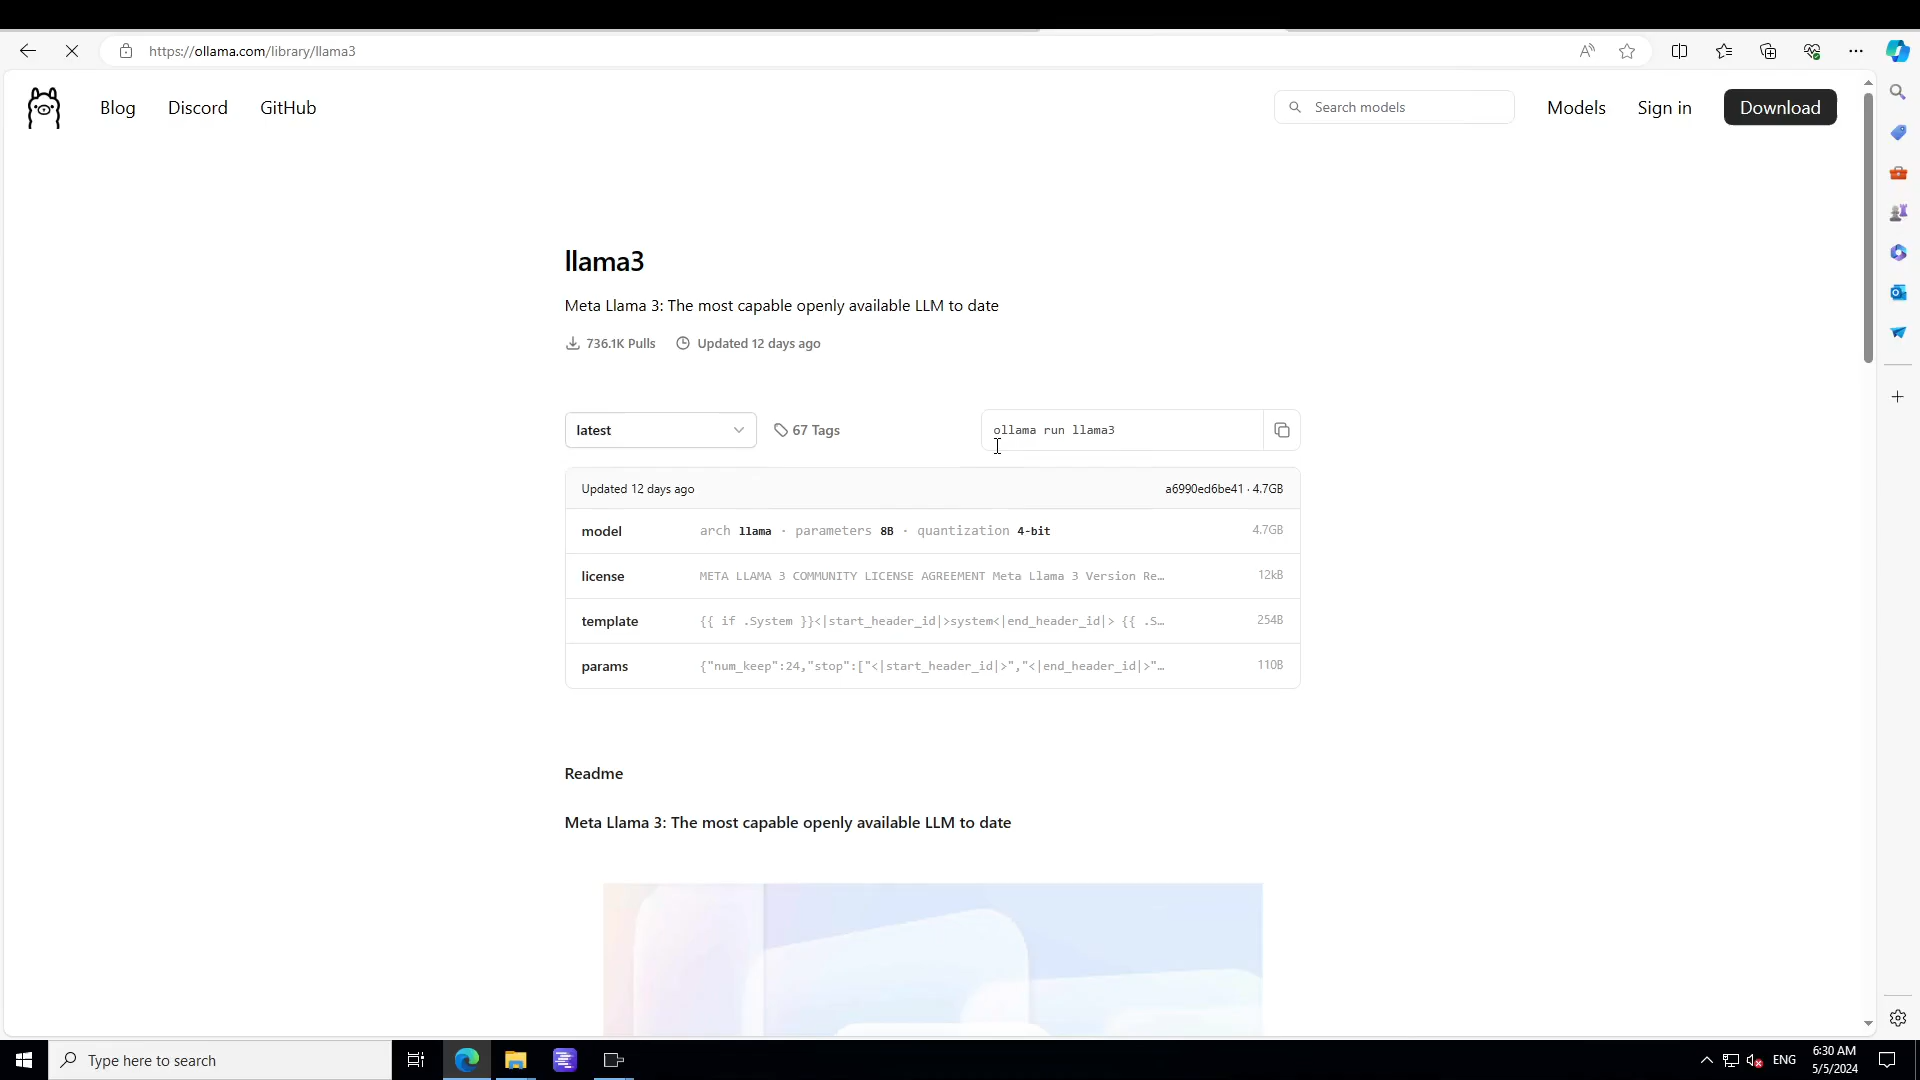 https://ollama.com/library/llama3
Blog
Discord
GitHub
Search models
Models
Sign in
Download
llama3
Meta Llama 3: The most capable openly available LLM to date
736.1K Pulls
Updated 12 days ago
latest
67 Tags
ollama run llama3
Updated 12 days ago
a6990ed6be41 · 4.7GB
model
arch llama · parameters 8B · quantization 4-bit
4.7GB
license
META LLAMA 3 COMMUNITY LICENSE AGREEMENT Meta Llama 3 Version Re…
12kB
template
{{ if .System }}<|start_header_id|>system<|end_header_id|> {{ .S…
254B
params
{"num_keep":24,"stop":["<|start_header_id|>","<|end_header_id|>"…
110B
Readme
Meta Llama 3: The most capable openly available LLM to date
Type here to search
ENG
6:30 AM
5/5/2024